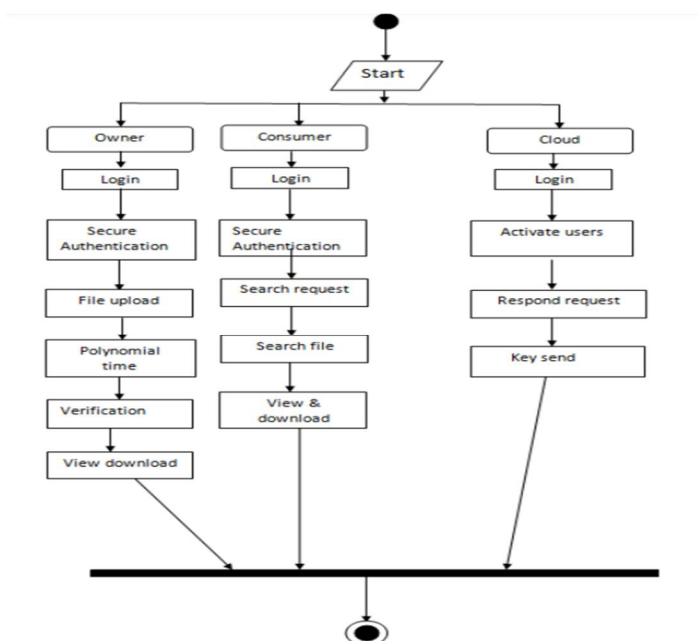 Start
Owner
Login
Secure
Authentication
File upload
Polynomial
time
Verification
View download
Consumer
Login
Secure
Authentication
Search request
Search file
View &
download
Cloud
Login
Activate users
Respond request
Key send